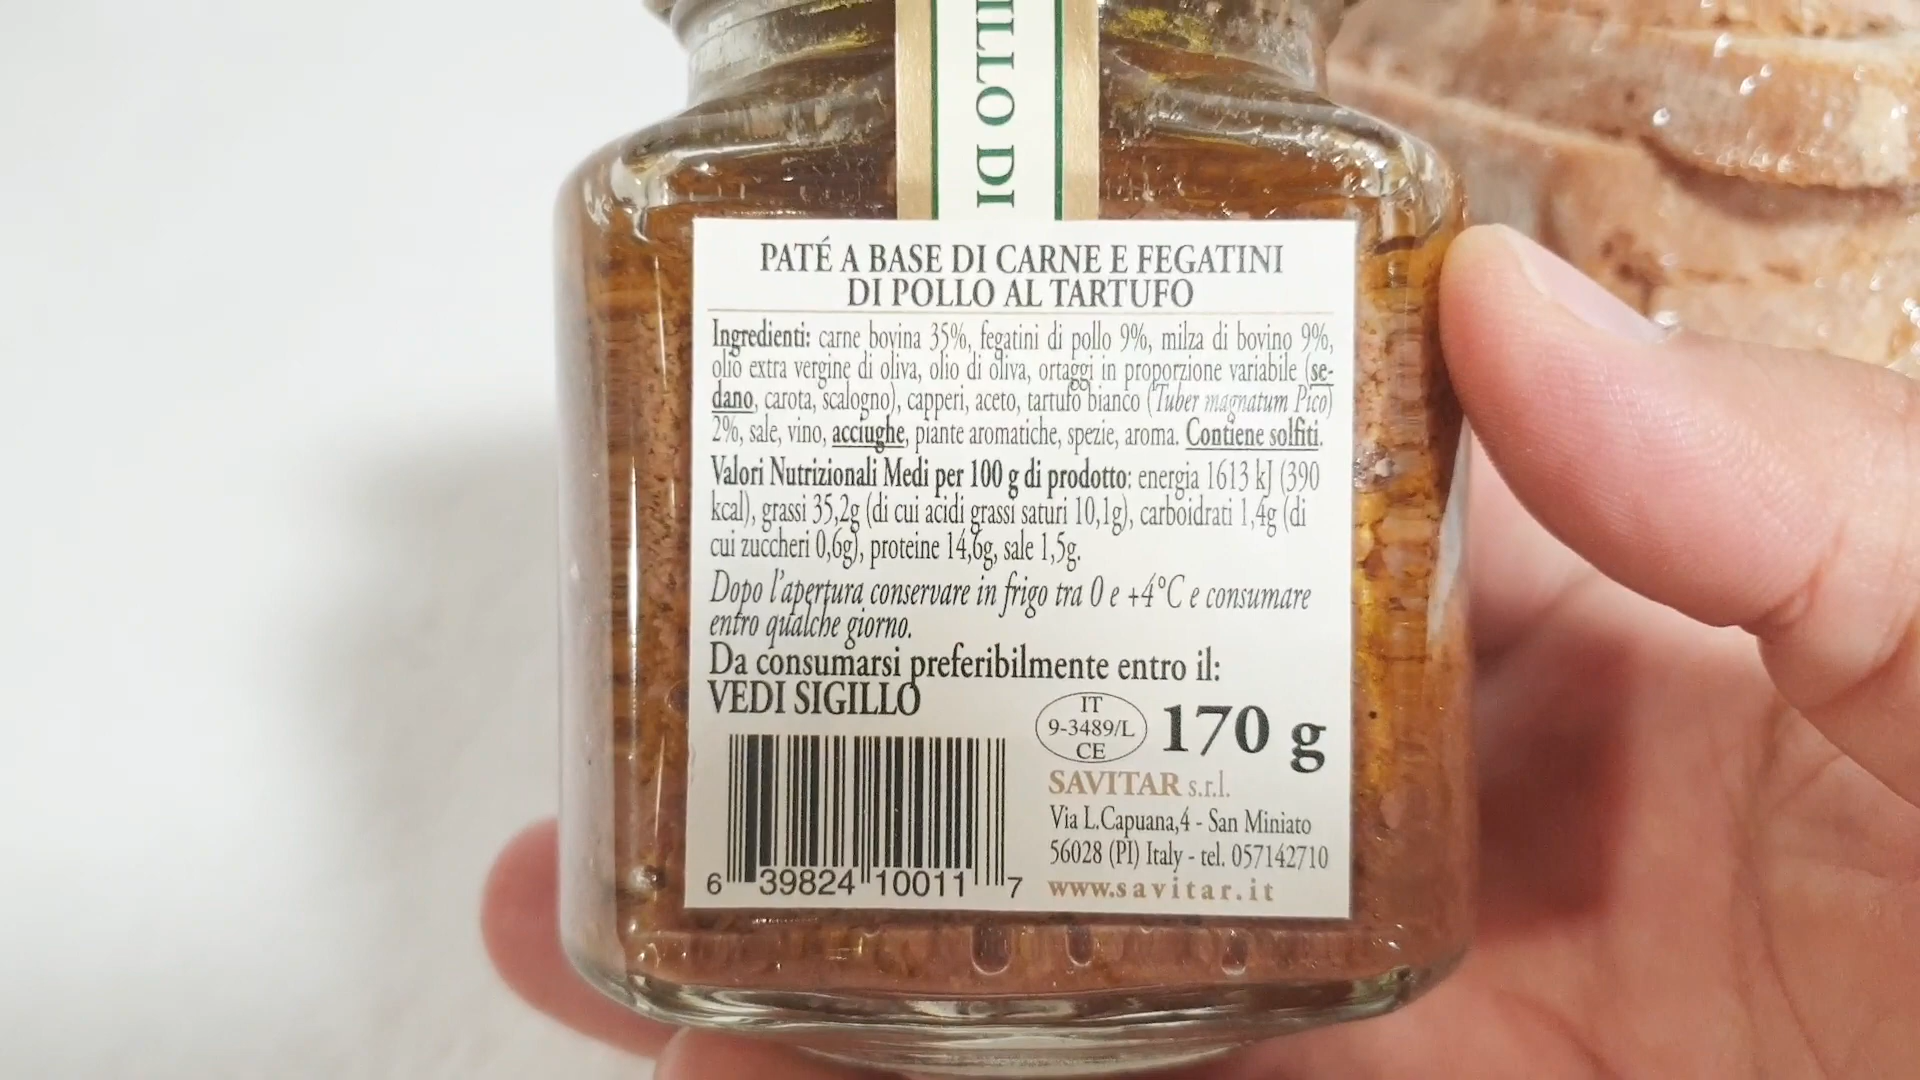 ILLO DI
PATÉ A BASE DI CARNE E FEGATINI
DI POLLO AL TARTUFO
Ingredienti: carne bovina 35%, fegatini di pollo 9%, milza di bovino 9%,
olio extra vergine di oliva, olio di oliva, ortaggi in proporzione variabile (se-
dano, carota, scalogno), capperi, aceto, tartufo bianco (Tuber magnatum Pico)
2%, sale, vino, acciughe, piante aromatiche, spezie, aroma. Contiene solfiti.
Valori Nutrizionali Medi per 100 g di prodotto: energia 1613 kJ (390
kcal), grassi 35,2g (di cui acidi grassi saturi 10,1g), carboidrati 1,4g (di
cui zuccheri 0,6g), proteine 14,6g, sale 1,5g.
Dopo l'apertura conservare in frigo tra 0 e +4°C e consumare
entro qualche giorno.
Da consumarsi preferibilmente entro il:
VEDI SIGILLO
IT
9-3489/L
CE
170 g
SAVITAR s.r.l.
Via L.Capuana,4 - San Miniato
56028 (PI) Italy - tel. 057142710
www.savitar.it
6 39824 10011 7